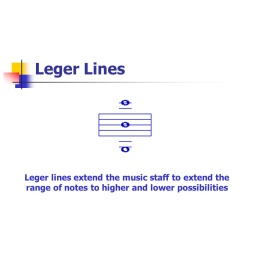 Leger Lines
Leger lines extend the music staff to extend the
range of notes to higher and lower possibilities